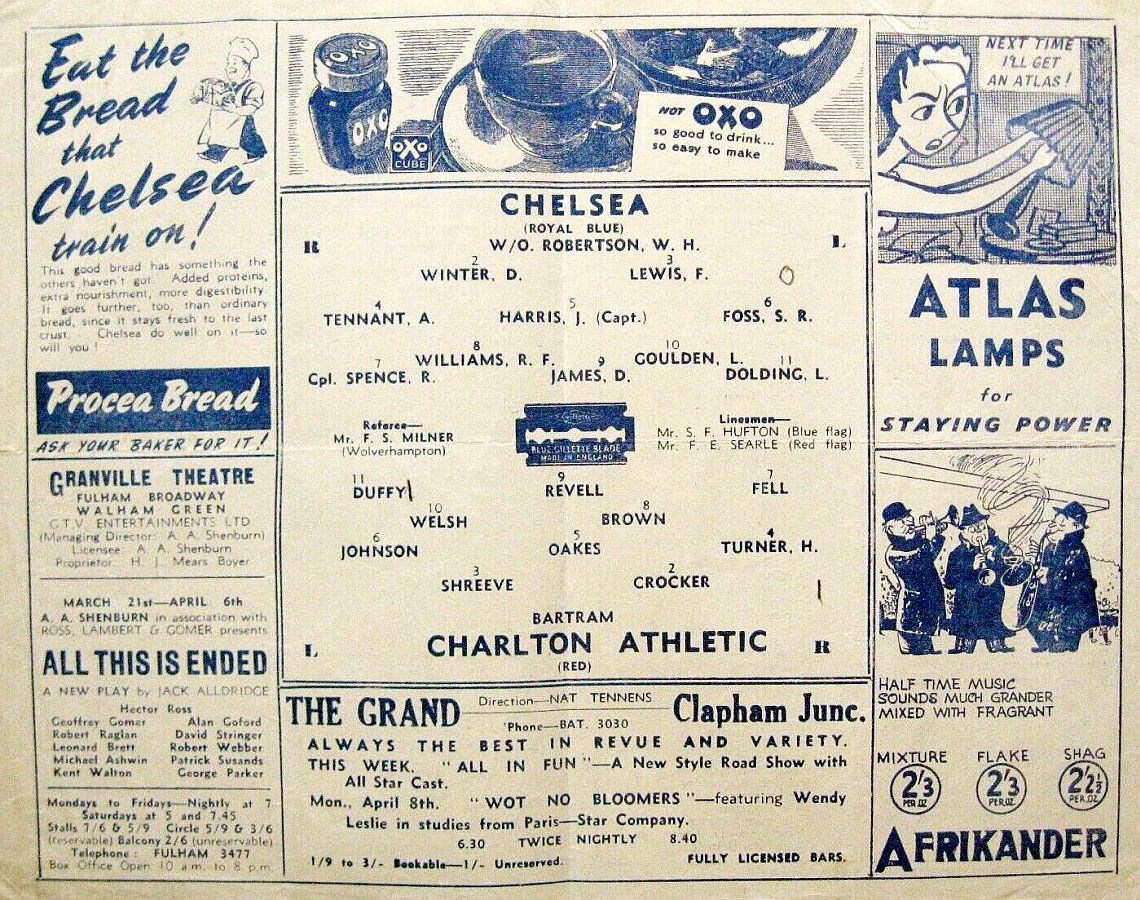 Eat the
Bread
that
Chelsea
train on!
This good bread has something the
others haven't got. Added proteins,
extra nourishment, more digestibility.
It goes further, too, than ordinary
bread, since it stays fresh to the last
crust. Chelsea do well on it—so
will you!
Procea Bread
ASK YOUR BAKER FOR IT!
GRANVILLE THEATRE
FULHAM BROADWAY
WALHAM GREEN
G.T.V. ENTERTAINMENTS LTD
(Managing Director: A. A. Shenburn)
Licensee: A. A. Shenburn
Proprietor: H. J. Mears Boyer
MARCH 21st—APRIL 6th
A. A. SHENBURN in association with
ROSS, LAMBERT & GOMER presents
ALL THIS IS ENDED
A NEW PLAY by JACK ALLDRIDGE
Hector Ross
Geoffrey Gomer Alan Goford
Robert Raglan David Stringer
Leonard Brett Robert Webber
Michael Ashwin Patrick Susands
Kent Walton George Parker
Mondays to Fridays—Nightly at 7
Saturdays at 5 and 7.45
Stalls 7/6 & 5/9 Circle 5/9 & 3/6
(reservable) Balcony 2/6 (unreservable)
Telephone: FULHAM 3477
Box Office Open 10 a.m. to 8 p.m.
OXO
OXO
OXO
CUBE
HOT OXO
so good to drink...
so easy to make
CHELSEA
(ROYAL BLUE)
R W/O. ROBERTSON, W. H. L
2 3
WINTER, D. LEWIS, F.
4 5 6
TENNANT, A. HARRIS, J. (Capt.) FOSS, S. R.
8 10
WILLIAMS, R. F. GOULDEN, L.
7 9 11
Cpl. SPENCE, R. JAMES, D. DOLDING, L.
Referee—
Mr. F. S. MILNER
(Wolverhampton)
Gillette
BLUE GILLETTE BLADE
MADE IN ENGLAND
Linesmen—
Mr. S. F. HUFTON (Blue flag)
Mr. F. E. SEARLE (Red flag)
11 9 7
DUFFY REVELL FELL
10 8
WELSH BROWN
6 5 4
JOHNSON OAKES TURNER, H.
3 2
SHREEVE CROCKER
BARTRAM
L CHARLTON ATHLETIC R
(RED)
THE GRAND Direction—NAT TENNENS Clapham Junc.
'Phone—BAT. 3030
ALWAYS THE BEST IN REVUE AND VARIETY.
THIS WEEK. "ALL IN FUN"—A New Style Road Show with
All Star Cast.
Mon., April 8th. "WOT NO BLOOMERS"—featuring Wendy
Leslie in studies from Paris—Star Company.
6.30 TWICE NIGHTLY 8.40
1/9 to 3/- Bookable—1/- Unreserved. FULLY LICENSED BARS.
NEXT TIME
I'LL GET
AN ATLAS!
ATLAS
LAMPS
for
STAYING POWER
HALF TIME MUSIC
SOUNDS MUCH GRANDER
MIXED WITH FRAGRANT
MIXTURE FLAKE SHAG
2/3 2/3 2/2½
PER.OZ PER.OZ PER.OZ
AFRIKANDER